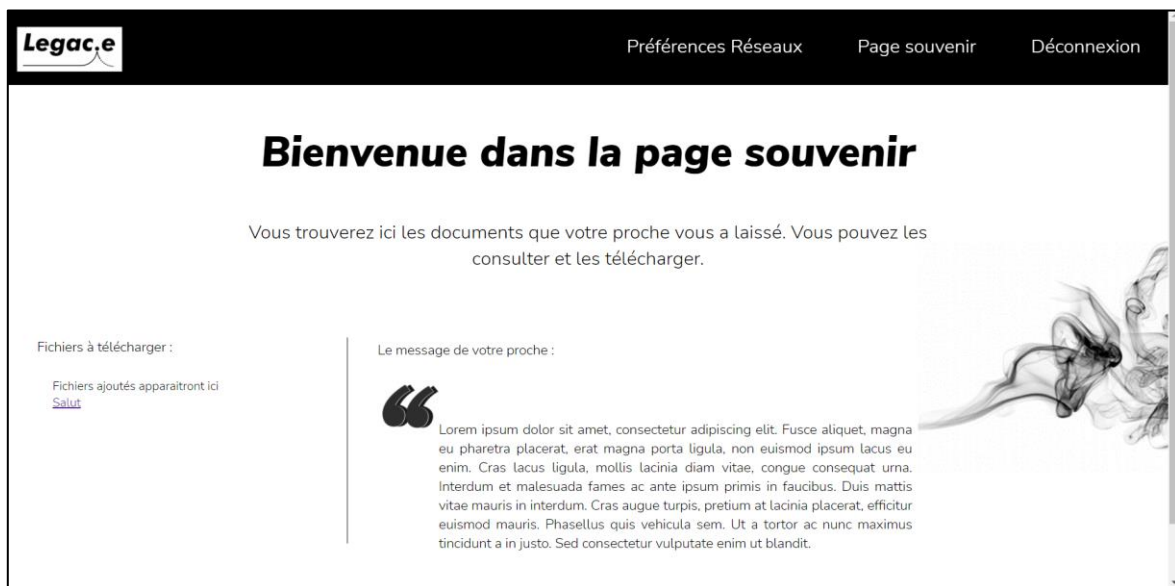 Legac.e
Préférences Réseaux
Page souvenir
Déconnexion
Bienvenue dans la page souvenir
Vous trouverez ici les documents que votre proche vous a laissé. Vous pouvez les
consulter et les télécharger.
Fichiers à télécharger :
Fichiers ajoutés apparaitront ici
Salut
Le message de votre proche :
Lorem ipsum dolor sit amet, consectetur adipiscing elit. Fusce aliquet, magna
eu pharetra placerat, erat magna porta ligula, non euismod ipsum lacus eu
enim. Cras lacus ligula, mollis lacinia diam vitae, congue consequat urna.
Interdum et malesuada fames ac ante ipsum primis in faucibus. Duis mattis
vitae mauris in interdum. Cras augue turpis, pretium at lacinia placerat, efficitur
euismod mauris. Phasellus quis vehicula sem. Ut a tortor ac nunc maximus
tincidunt a in justo. Sed consectetur vulputate enim ut blandit.